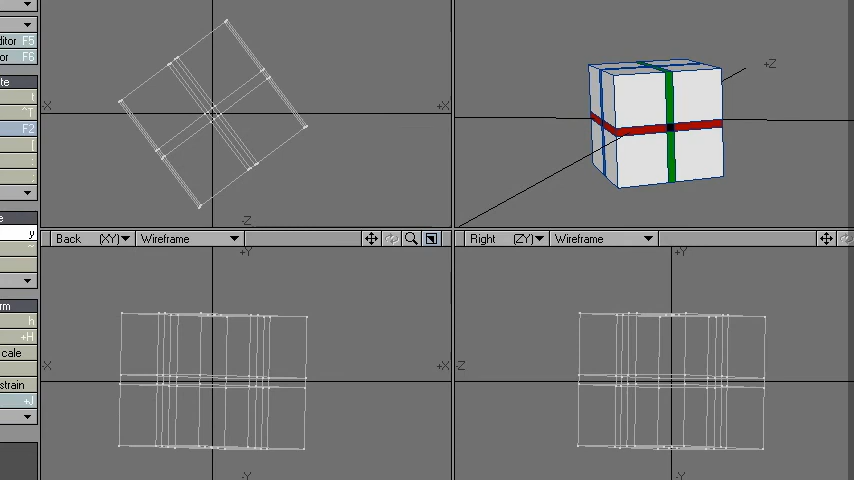 ditor F5
or F6
te
t
^T
F2
[
:
;
e
y
~
rm
h
+H
cale
strain
+J
-X
+X
-Z
+Z
Back (XY) Wireframe
Right (ZY) Wireframe
+Y
+Y
-X
+X
-Z
-Y
-Y